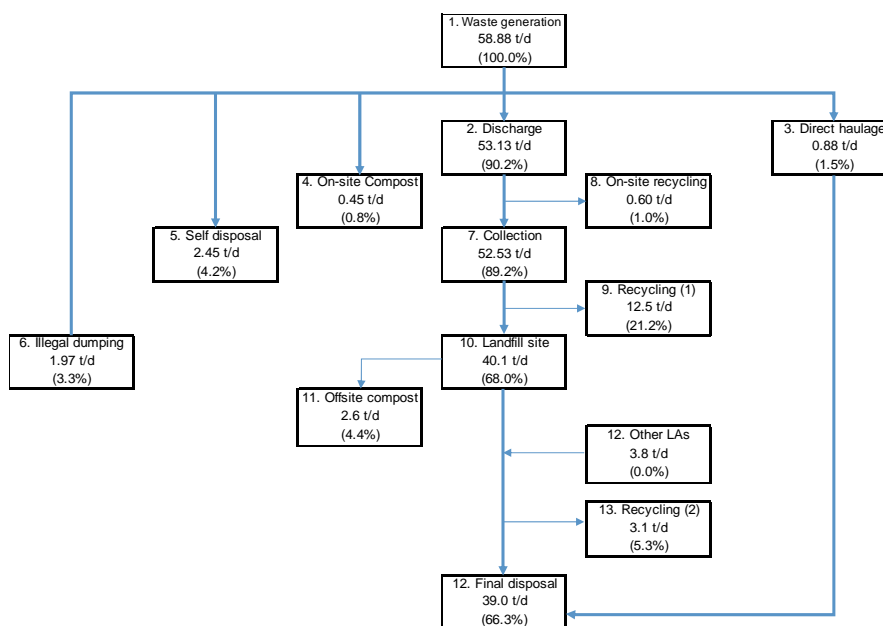 1. Waste generation
58.88 t/d
(100.0%)
2. Discharge
53.13 t/d
(90.2%)
3. Direct haulage
0.88 t/d
(1.5%)
4. On-site Compost
0.45 t/d
(0.8%)
8. On-site recycling
0.60 t/d
(1.0%)
5. Self disposal
2.45 t/d
(4.2%)
7. Collection
52.53 t/d
(89.2%)
9. Recycling (1)
12.5 t/d
(21.2%)
6. Illegal dumping
1.97 t/d
(3.3%)
10. Landfill site
40.1 t/d
(68.0%)
11. Offsite compost
2.6 t/d
(4.4%)
12. Other LAs
3.8 t/d
(0.0%)
13. Recycling (2)
3.1 t/d
(5.3%)
12. Final disposal
39.0 t/d
(66.3%)